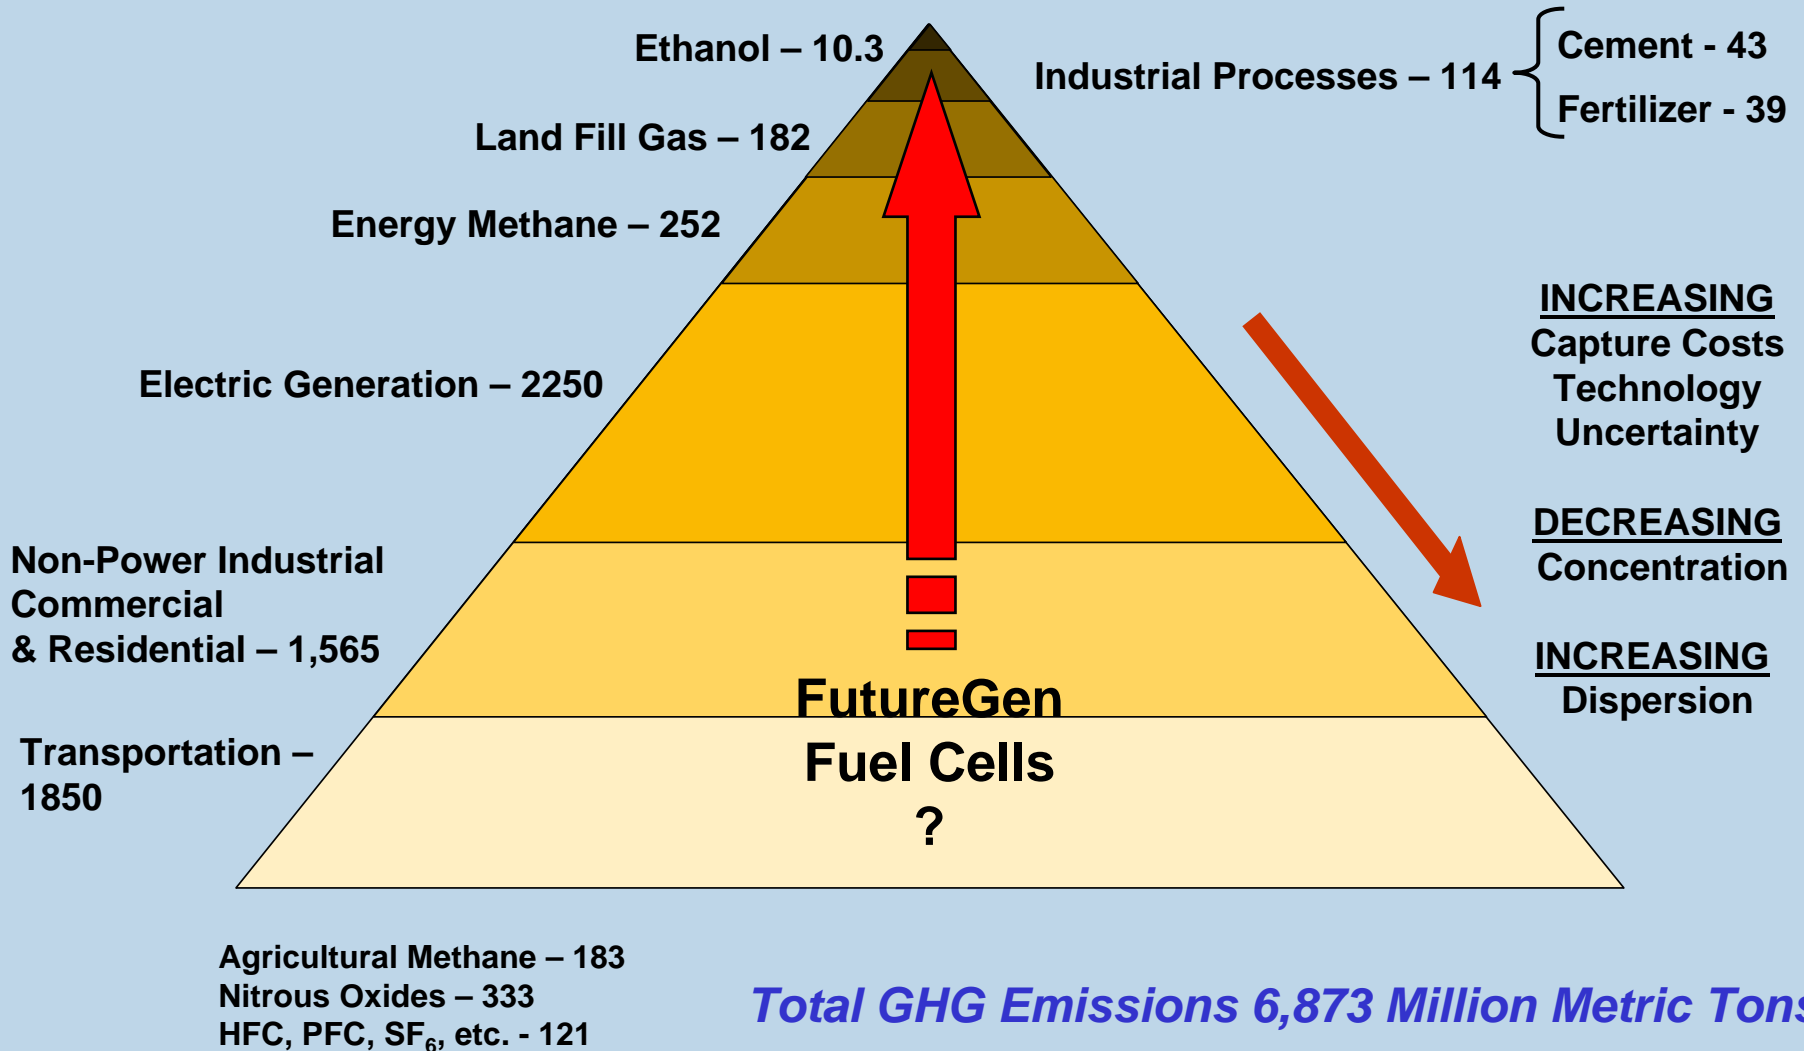 Ethanol – 10.3
Industrial Processes – 114
Cement - 43
Fertilizer - 39
Land Fill Gas – 182
Energy Methane – 252
Electric Generation – 2250
INCREASING
Capture Costs
Technology
Uncertainty
DECREASING
Concentration
INCREASING
Dispersion
Non-Power Industrial
Commercial
& Residential – 1,565
Transportation –
1850
FutureGen
Fuel Cells
?
Agricultural Methane – 183
Nitrous Oxides – 333
HFC, PFC, SF₆, etc. - 121
Total GHG Emissions 6,873 Million Metric Tons